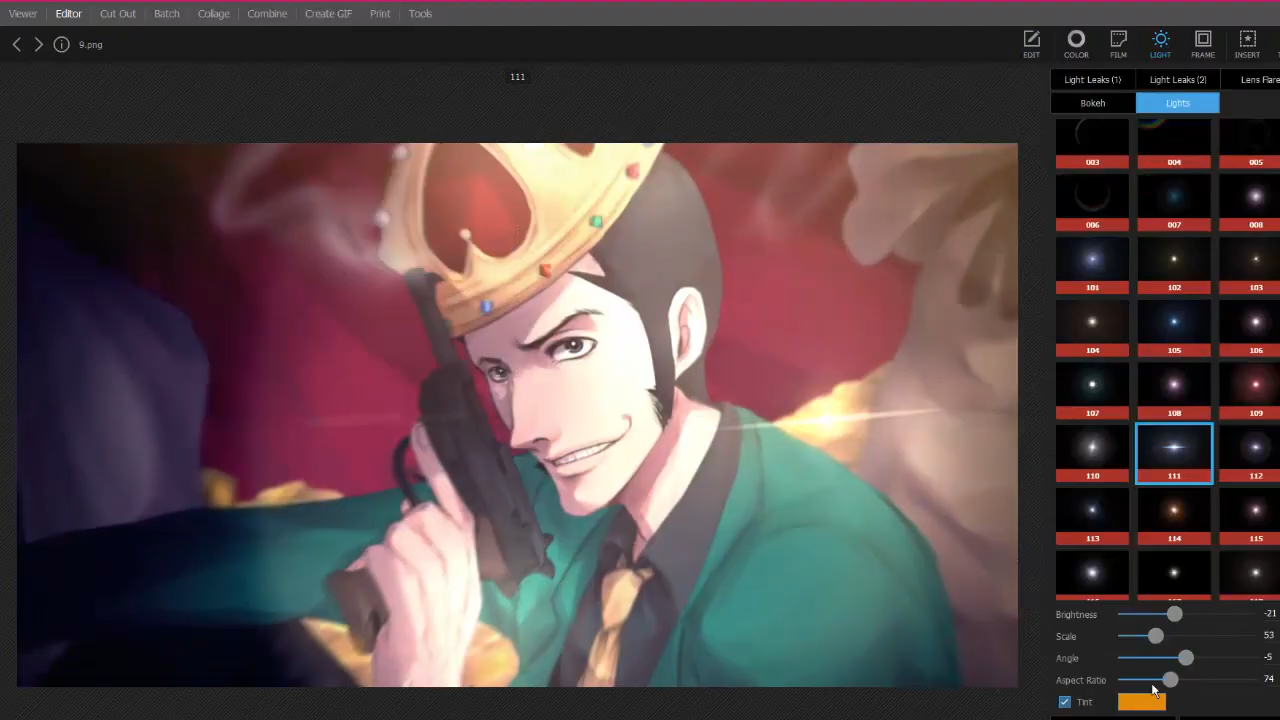 Viewer Editor Cut Out Batch Collage Combine Create GIF Print Tools
9.png
EDIT COLOR FILM LIGHT FRAME INSERT
111
Light Leaks (1) Light Leaks (2) Lens Flare
Bokeh Lights
003 004 005
006 007 008
101 102 103
104 105 106
107 108 109
110 111 112
113 114 115
Brightness -21
Scale 53
Angle -5
Aspect Ratio 74
Tint